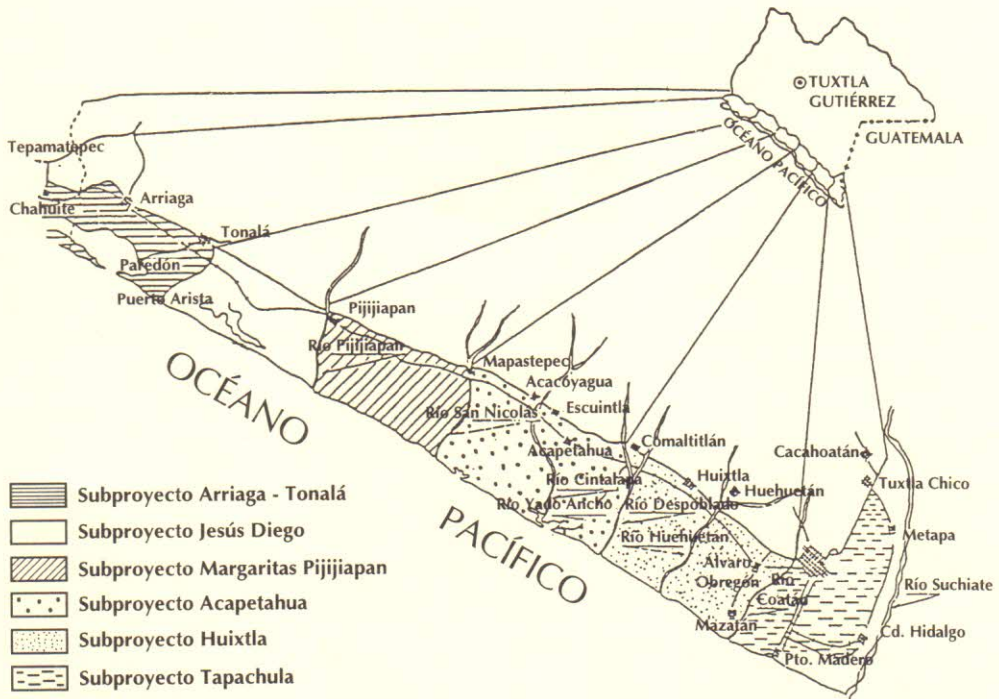 TUXTLA
GUTIÉRREZ
GUATEMALA
OCÉANO PACÍFICO
Tepamatepec
Chahuite
Arriaga
Tonalá
Paredón
Puerto Arista
Pijijiapan
Río Pijijiapan
OCÉANO
PACÍFICO
Mapastepec
Acacoyagua
Escuintla
Río San Nicolas
Acapetahua
Comaltitlán
Río Cintalapa
Huixtla
Cacahoatán
Río Vado Ancho
Río Despoblado
Huehuetán
Tuxtla Chico
Río Huehuetán
Metapa
Alvaro
Obregón
Río
Coatan
Río Suchiate
Mazatán
Cd. Hidalgo
Pto. Madero
Subproyecto Arriaga - Tonalá
Subproyecto Jesús Diego
Subproyecto Margaritas Pijijiapan
Subproyecto Acapetahua
Subproyecto Huixtla
Subproyecto Tapachula